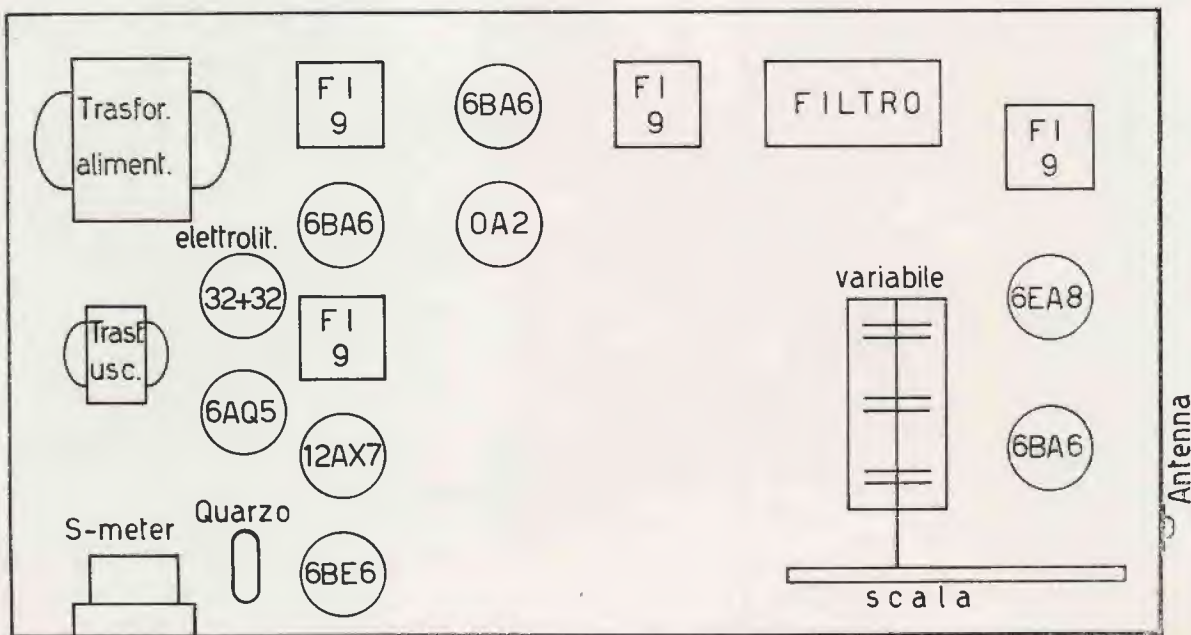 Trasfor.
aliment.
F I
9
6BA6
F I
9
FILTRO
F I
9
6BA6
0A2
elettrolit.
32+32
variabile
6EA8
Trasf.
usc.
F I
9
6AQ5
12AX7
6BA6
Antenna
Quarzo
S-meter
6BE6
scala